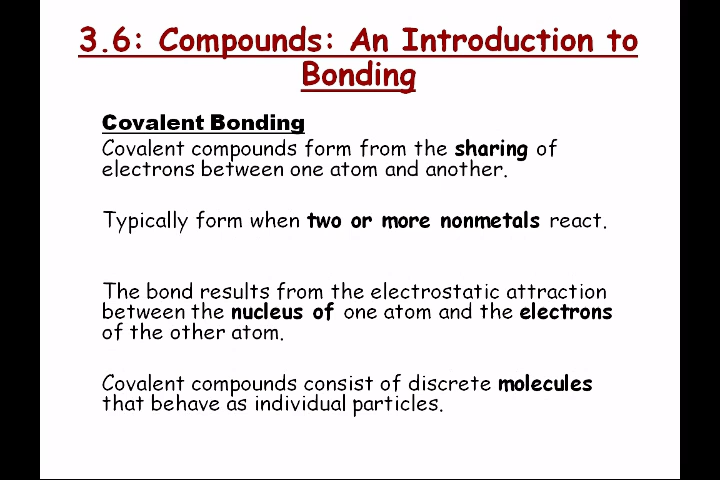 3.6: Compounds: An Introduction to
Bonding
Covalent Bonding
Covalent compounds form from the sharing of
electrons between one atom and another.
Typically form when two or more nonmetals react.
The bond results from the electrostatic attraction
between the nucleus of one atom and the electrons
of the other atom.
Covalent compounds consist of discrete molecules
that behave as individual particles.